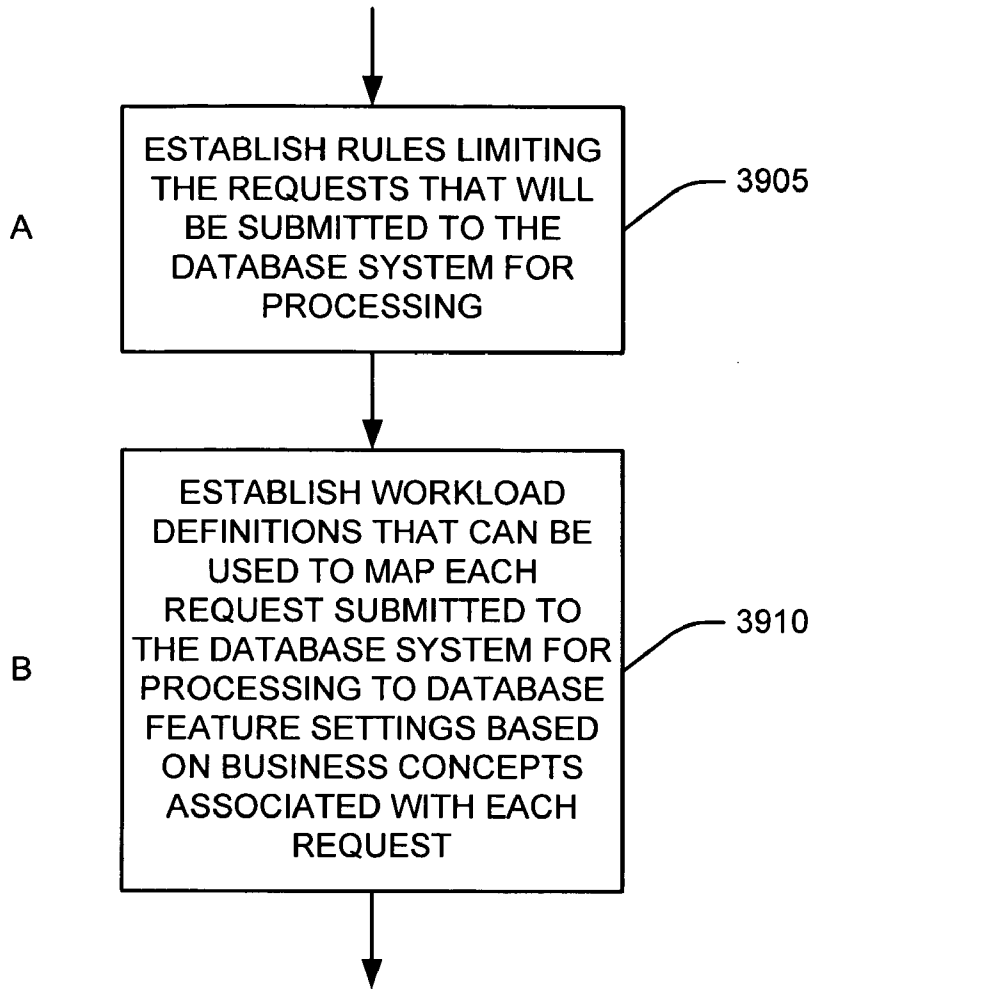 ESTABLISH RULES LIMITING
THE REQUESTS THAT WILL
BE SUBMITTED TO THE
DATABASE SYSTEM FOR
PROCESSING
3905
A
ESTABLISH WORKLOAD
DEFINITIONS THAT CAN BE
USED TO MAP EACH
REQUEST SUBMITTED TO
THE DATABASE SYSTEM FOR
PROCESSING TO DATABASE
FEATURE SETTINGS BASED
ON BUSINESS CONCEPTS
ASSOCIATED WITH EACH
REQUEST
3910
B